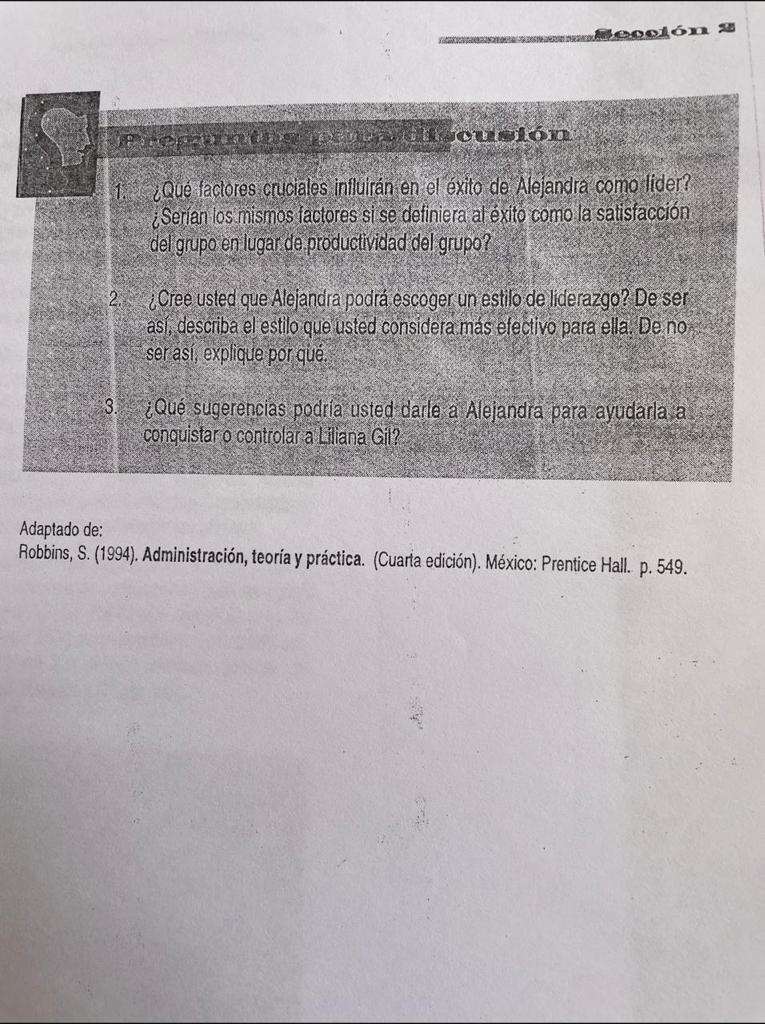 Sección 2
Preguntas para discusión
1. ¿Qué factores cruciales influirán en el éxito de Alejandra como líder?
¿Serían los mismos factores si se definiera al éxito como la satisfacción
del grupo en lugar de productividad del grupo?
2. ¿Cree usted que Alejandra podrá escoger un estilo de liderazgo? De ser
así, describa el estilo que usted considera más efectivo para ella. De no
ser así, explique por qué.
3. ¿Qué sugerencias podría usted darle a Alejandra para ayudarla a
conquistar o controlar a Liliana Gil?
Adaptado de:
Robbins, S. (1994). Administración, teoría y práctica. (Cuarta edición). México: Prentice Hall. p. 549.